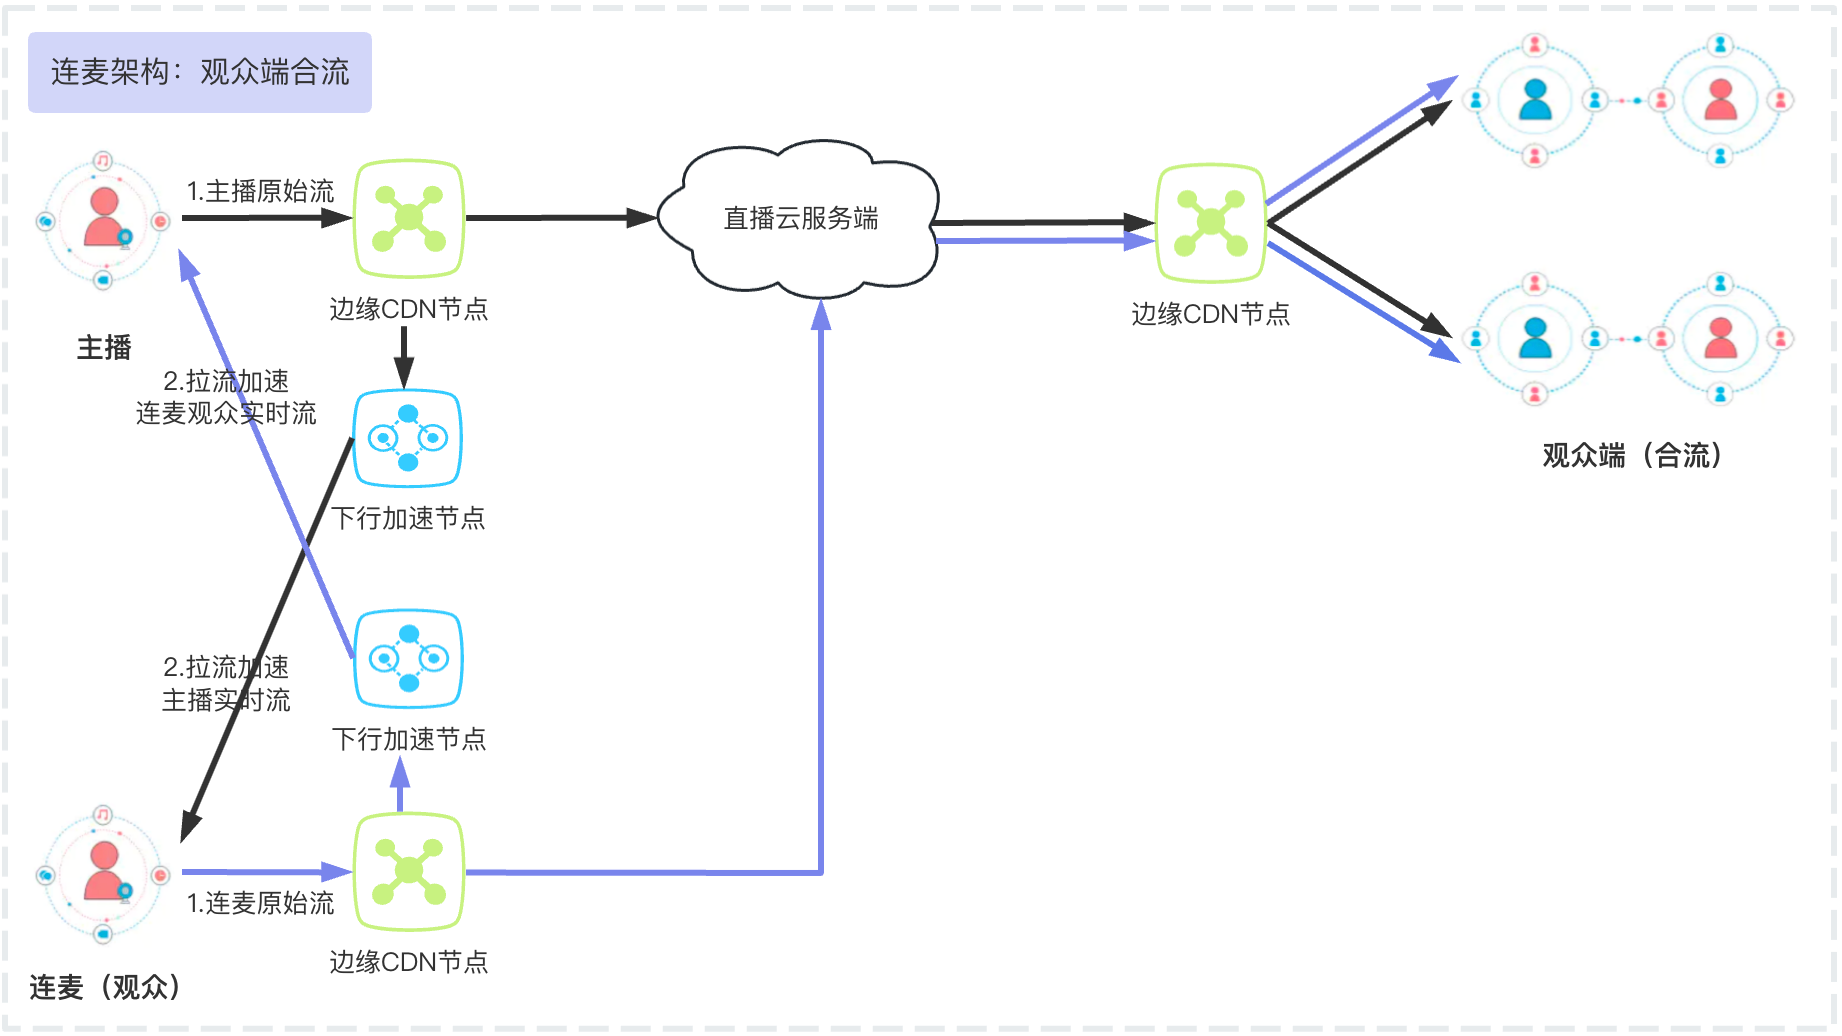 连麦架构：观众端合流
1.主播原始流
直播云服务端
边缘CDN节点
边缘CDN节点
主播
2.拉流加速
连麦观众实时流
观众端（合流）
下行加速节点
2.拉流加速
主播实时流
下行加速节点
1.连麦原始流
边缘CDN节点
连麦（观众）